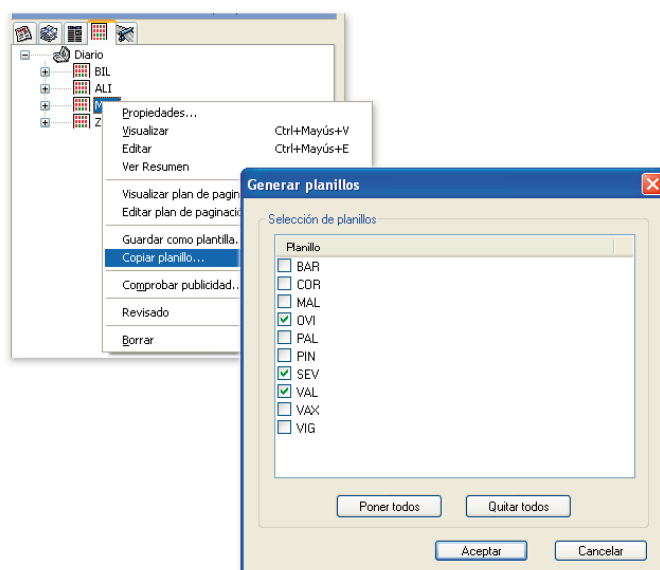 Diario
BIL
ALI
Z
Propiedades...
Visualizar Ctrl+Mayús+V
Editar Ctrl+Mayús+E
Ver Resumen
Visualizar plan de pagin
Editar plan de paginació
Guardar como plantilla.
Copiar planillo...
Comprobar publicidad..
Revisado
Borrar
Generar planillos
Selección de planillos
Planillo
BAR
COR
MAL
OVI
PAL
PIN
SEV
VAL
VAX
VIG
Poner todos Quitar todos
Aceptar Cancelar